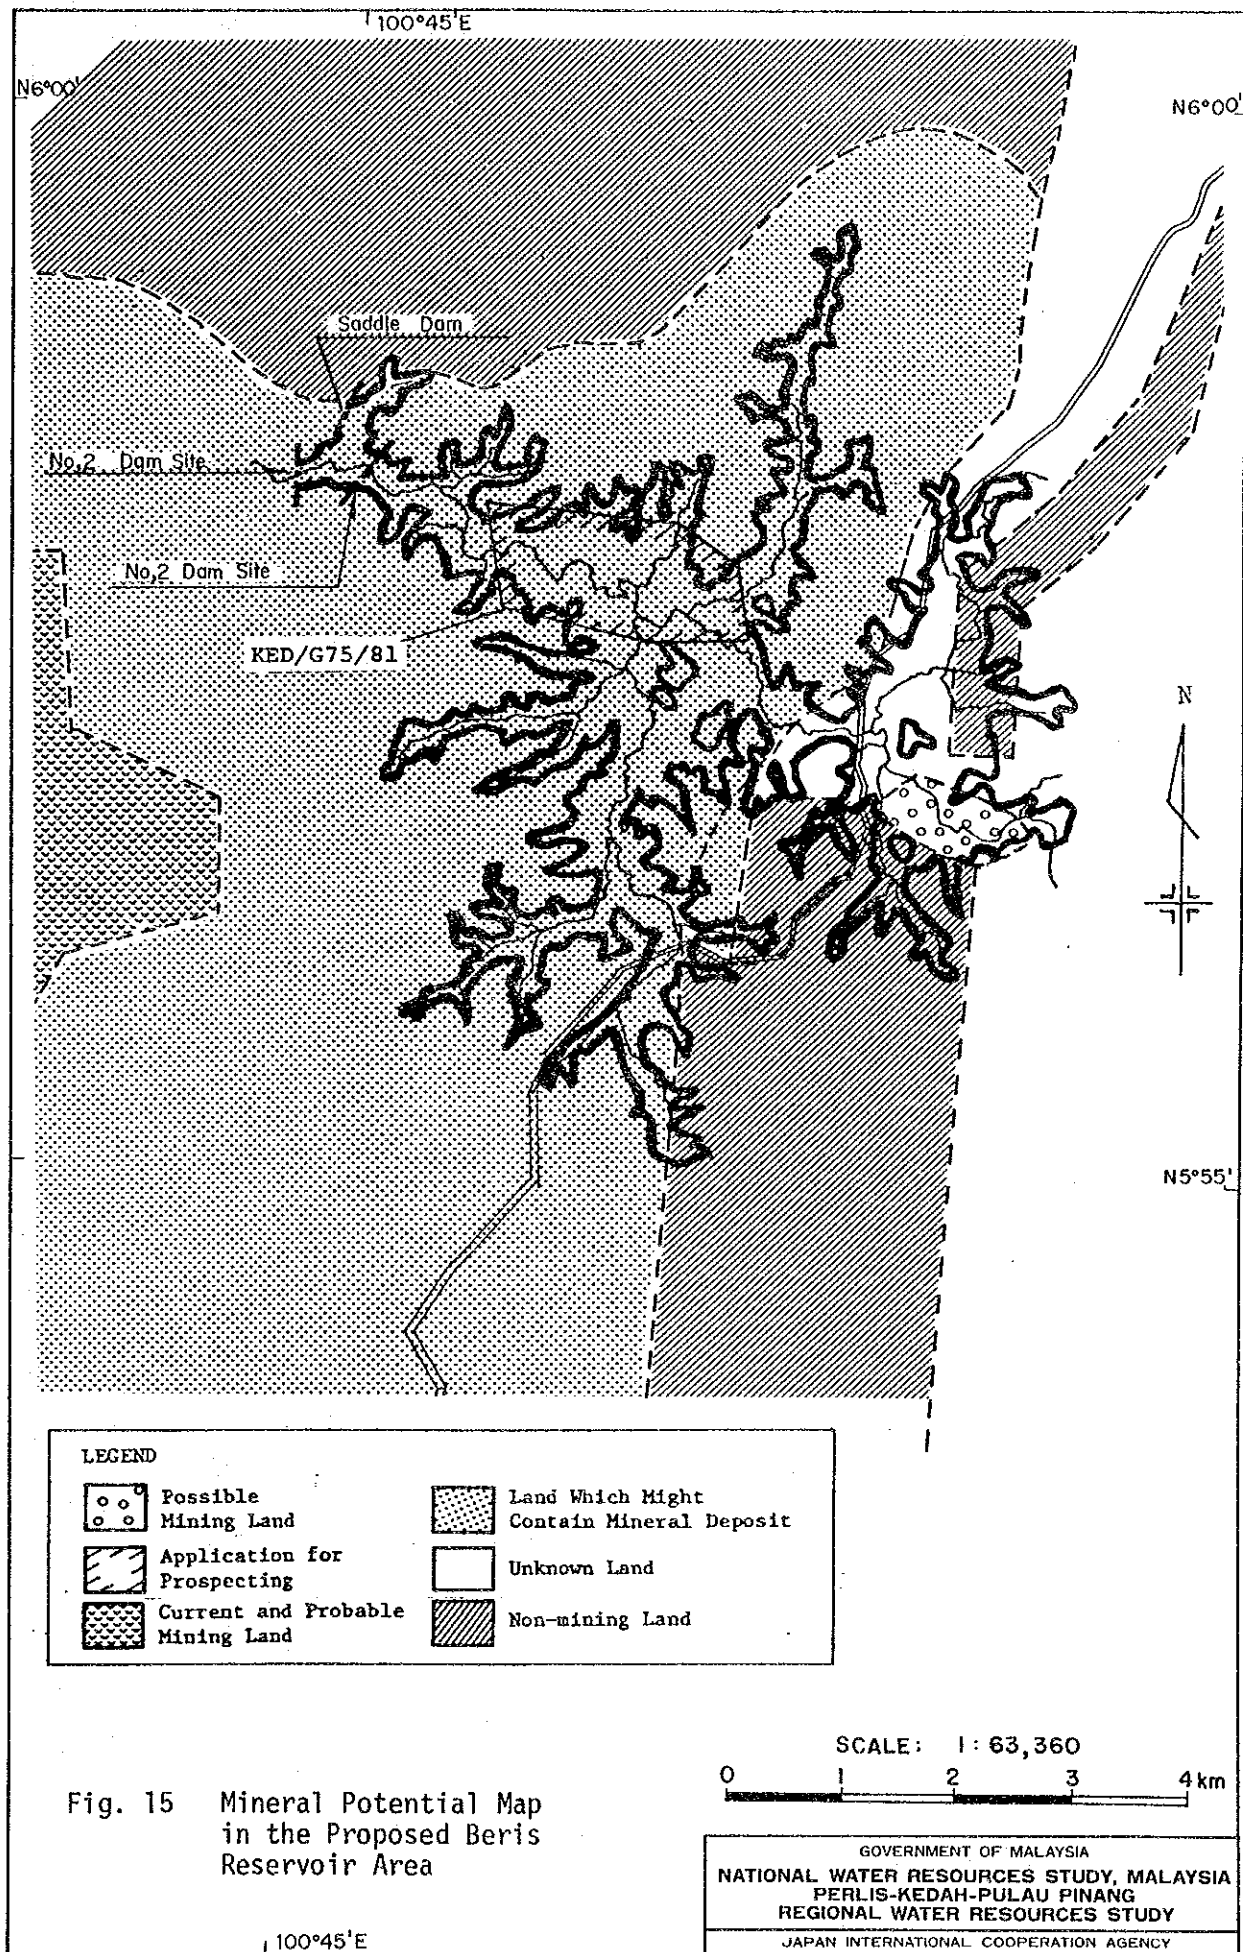 100°45'E
N6°00'
N6°00'
Saddle Dam
No,2 Dam Site
No,2 Dam Site
KED/G75/81
N
N5°55'
LEGEND
Possible
Mining Land
Application for
Prospecting
Current and Probable
Mining Land
Land Which Might
Contain Mineral Deposit
Unknown Land
Non-mining Land
SCALE: 1:63,360
0 1 2 3 4 km
Fig. 15 Mineral Potential Map
in the Proposed Beris
Reservoir Area
GOVERNMENT OF MALAYSIA
NATIONAL WATER RESOURCES STUDY, MALAYSIA
PERLIS-KEDAH-PULAU PINANG
REGIONAL WATER RESOURCES STUDY
JAPAN INTERNATIONAL COOPERATION AGENCY
100°45'E